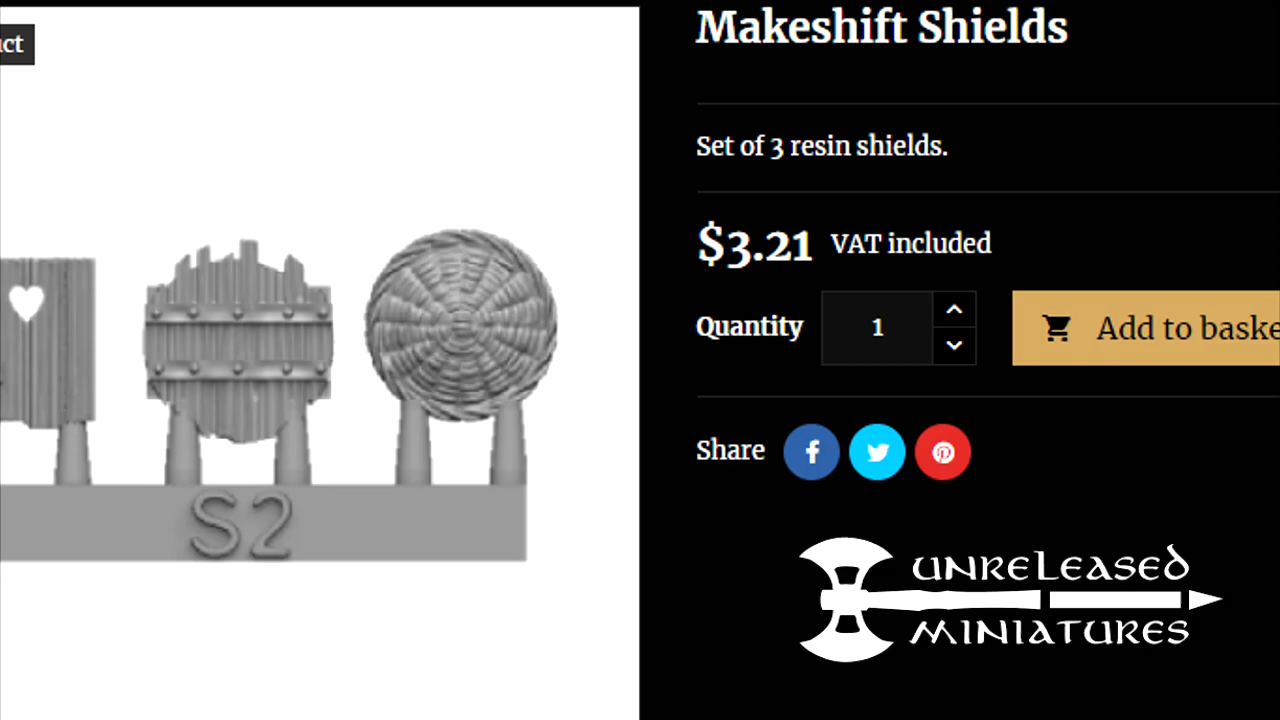 uct
Makeshift Shields
Set of 3 resin shields.
$3.21 VAT included
Quantity 1 Add to baske
Share
S2
UNRELEASED
MINIATURES